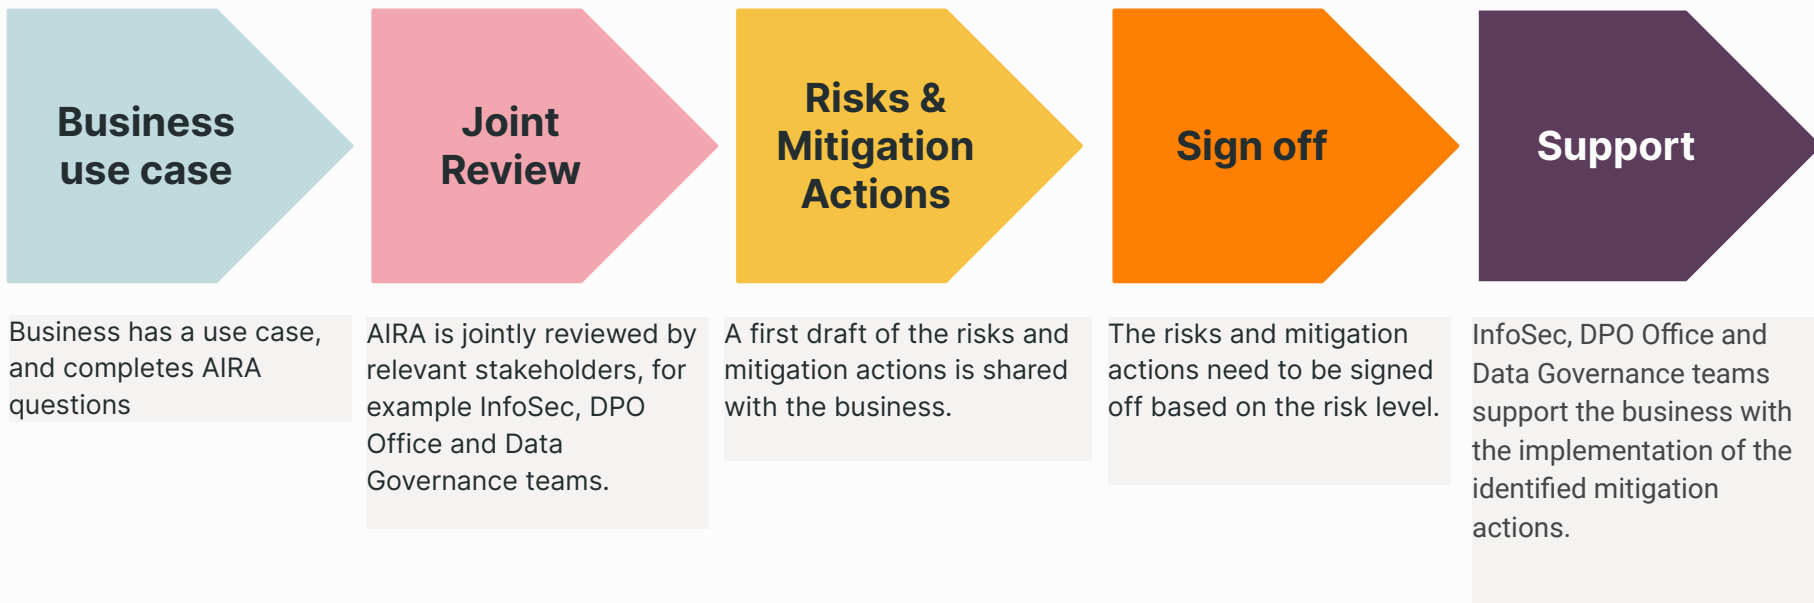 Business
use case
Joint
Review
Risks &
Mitigation
Actions
Sign off
Support
Business has a use case,
and completes AIRA
questions
AIRA is jointly reviewed by
relevant stakeholders, for
example InfoSec, DPO
Office and Data
Governance teams.
A first draft of the risks and
mitigation actions is shared
with the business.
The risks and mitigation
actions need to be signed
off based on the risk level.
InfoSec, DPO Office and
Data Governance teams
support the business with
the implementation of the
identified mitigation
actions.